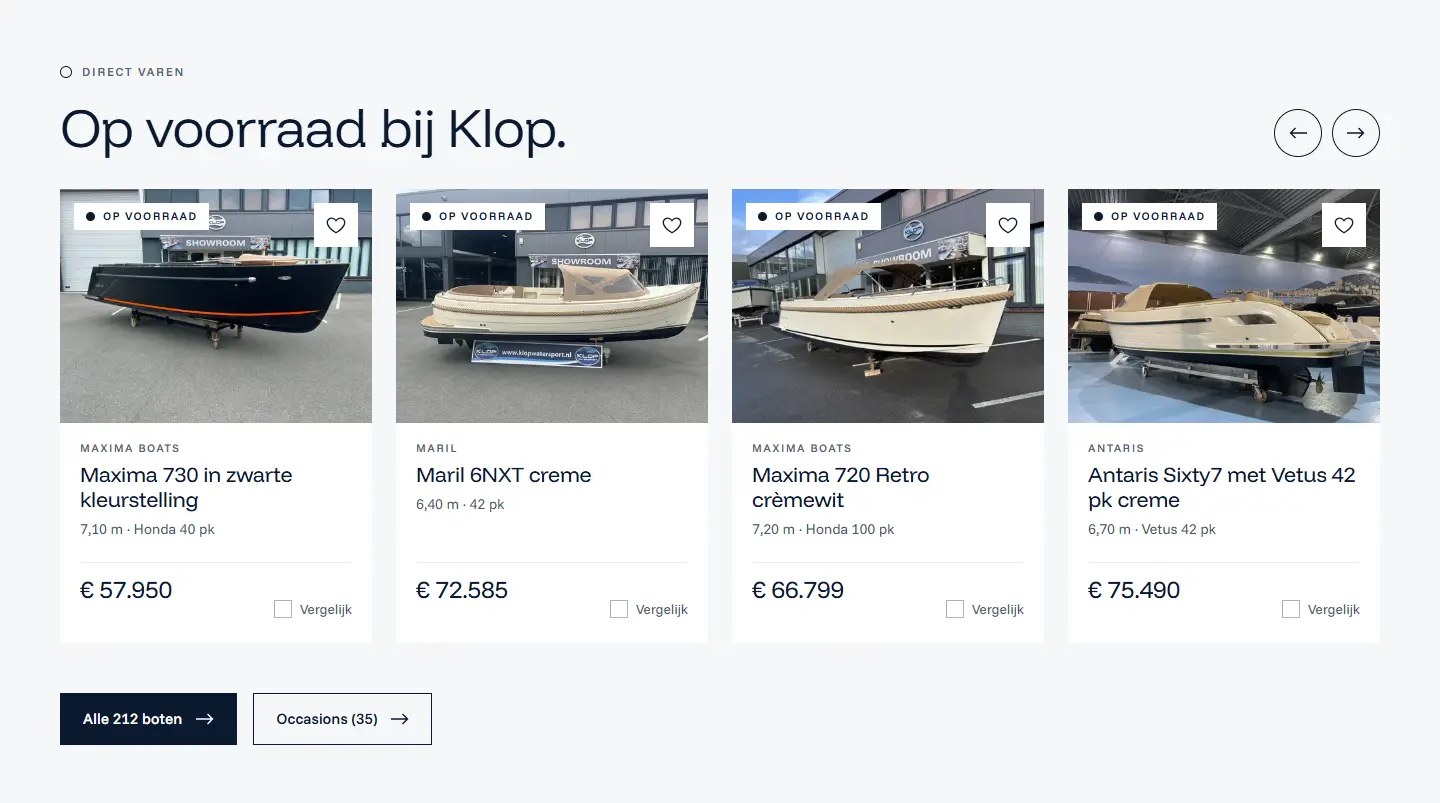 DIRECT VAREN
Op voorraad bij Klop.
OP VOORRAAD
SHOWROOM
MAXIMA BOATS
Maxima 730 in zwarte
kleurstelling
7,10 m · Honda 40 pk
€ 57.950
Vergelijk
OP VOORRAAD
SHOWROOM
KLOP www.klopwatersport.nl KLOP
MARIL
Maril 6NXT creme
6,40 m · 42 pk
€ 72.585
Vergelijk
OP VOORRAAD
SHOWROOM
MAXIMA BOATS
Maxima 720 Retro
crèmewit
7,20 m · Honda 100 pk
€ 66.799
Vergelijk
OP VOORRAAD
ANTARIS
Antaris Sixty7 met Vetus 42
pk creme
6,70 m · Vetus 42 pk
€ 75.490
Vergelijk
Alle 212 boten
Occasions (35)